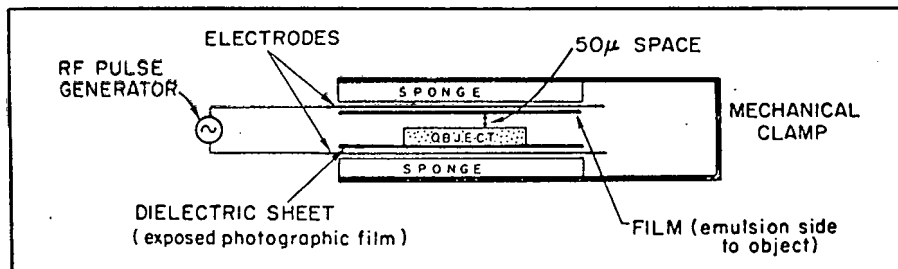 ELECTRODES
50μ SPACE
RF PULSE
GENERATOR
SPONGE
MECHANICAL
CLAMP
OBJECT
SPONGE
DIELECTRIC SHEET
(exposed photographic film)
FILM (emulsion side
to object)